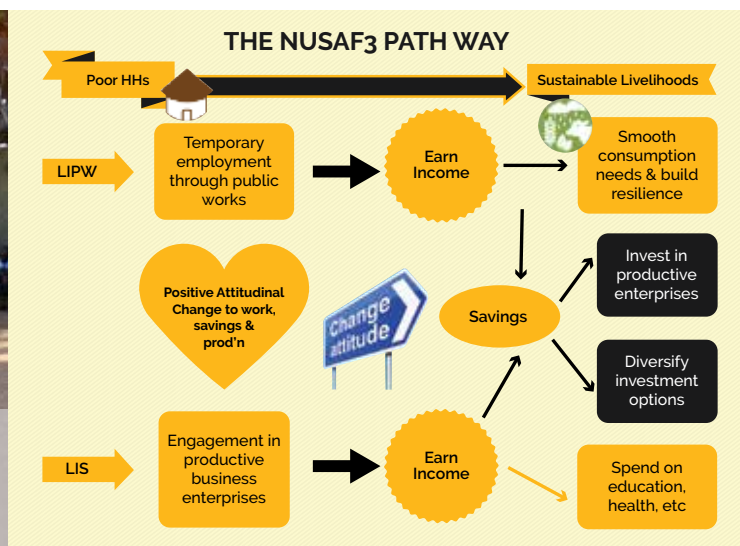 THE NUSAF3 PATH WAY
Poor HHs
Sustainable Livelihoods
LIPW
Temporary
employment
through public
works
Earn
Income
Smooth
consumption
needs & build
resilience
Positive Attitudinal
Change to work,
savings &
prod'n
Change
attitude
Savings
Invest in
productive
enterprises
Diversify
investment
options
LIS
Engagement in
productive
business
enterprises
Earn
Income
Spend on
education,
health, etc